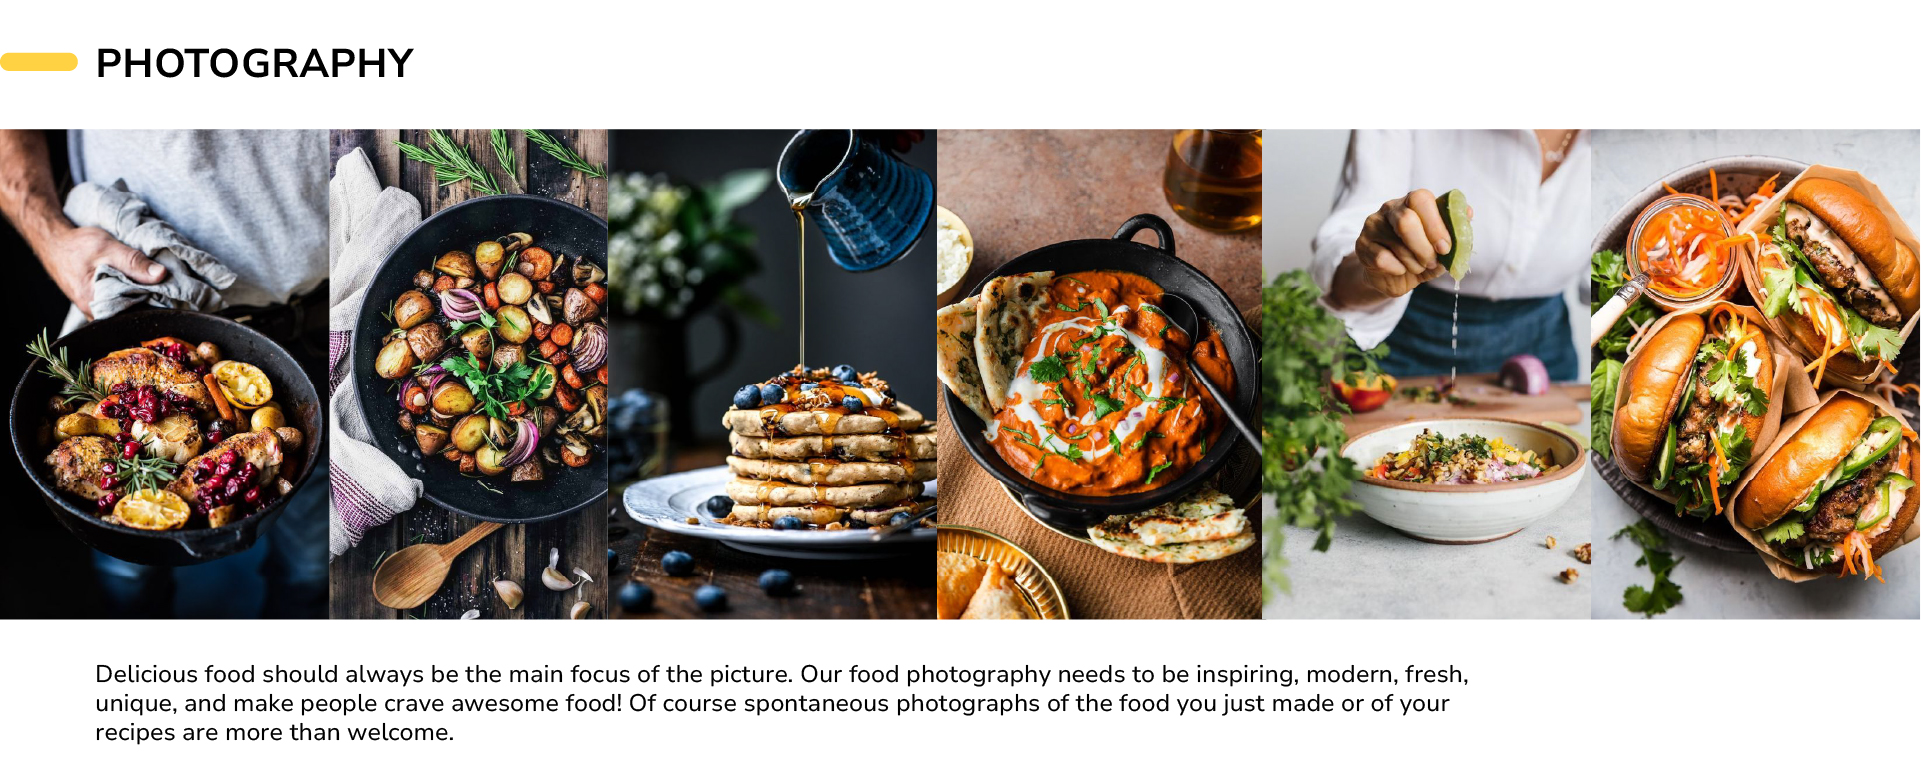 PHOTOGRAPHY
Delicious food should always be the main focus of the picture. Our food photography needs to be inspiring, modern, fresh,
unique, and make people crave awesome food! Of course spontaneous photographs of the food you just made or of your
recipes are more than welcome.